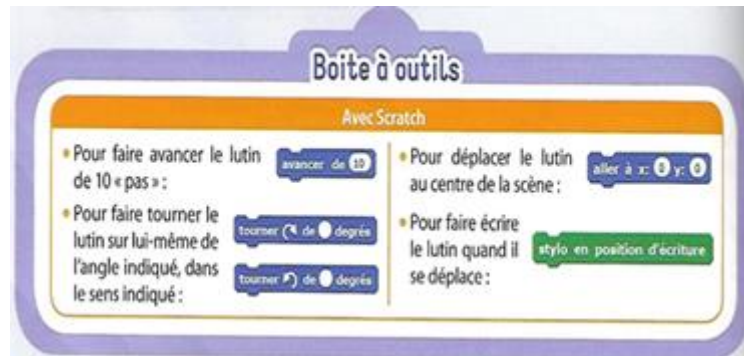 Boite à outils
Avec Scratch
• Pour faire avancer le lutin
de 10 « pas » :
avancer de 10
• Pour faire tourner le
lutin sur lui-même de
l'angle indiqué, dans
le sens indiqué :
tourner de degrés
tourner de degrés
• Pour déplacer le lutin
au centre de la scène :
aller à x: 0 y: 0
• Pour faire écrire
le lutin quand il
se déplace :
stylo en position d'écriture